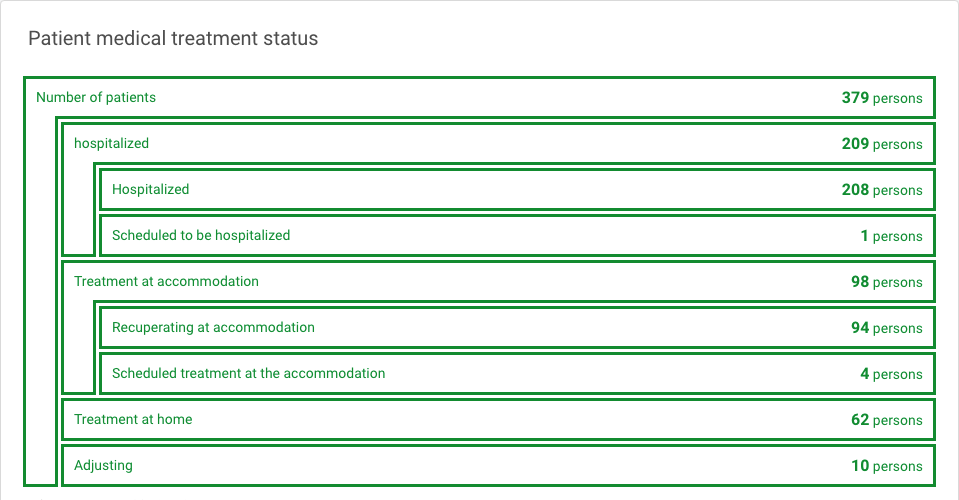 Patient medical treatment status
Number of patients 379 persons
hospitalized 209 persons
Hospitalized 208 persons
Scheduled to be hospitalized 1 persons
Treatment at accommodation 98 persons
Recuperating at accommodation 94 persons
Scheduled treatment at the accommodation 4 persons
Treatment at home 62 persons
Adjusting 10 persons